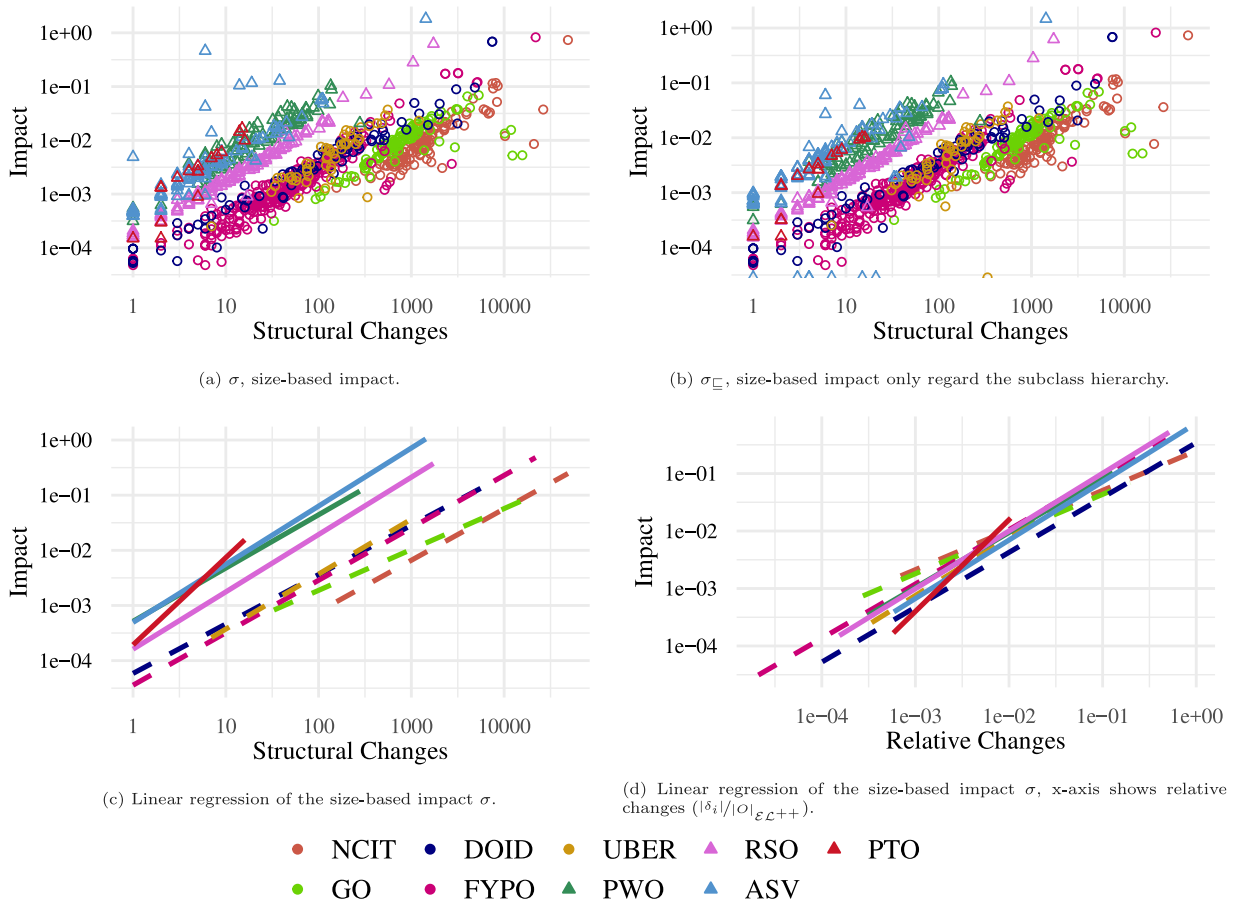 1e+00
1e−01
1e−02
1e−03
1e−04
Impact
1 10 100 1000 10000
Structural Changes
(a) σ, size-based impact.
1e+00
1e−01
1e−02
1e−03
1e−04
Impact
1 10 100 1000 10000
Structural Changes
(b) σ⊑, size-based impact only regard the subclass hierarchy.
1e+00
1e−01
1e−02
1e−03
1e−04
Impact
1 10 100 1000 10000
Structural Changes
(c) Linear regression of the size-based impact σ.
1e−01
1e−02
1e−03
1e−04
Impact
1e−04 1e−03 1e−02 1e−01 1e+00
Relative Changes
(d) Linear regression of the size-based impact σ, x-axis shows relative
changes (|δi|/|O|ℰℒ++).
NCIT DOID UBER RSO PTO
GO FYPO PWO ASV